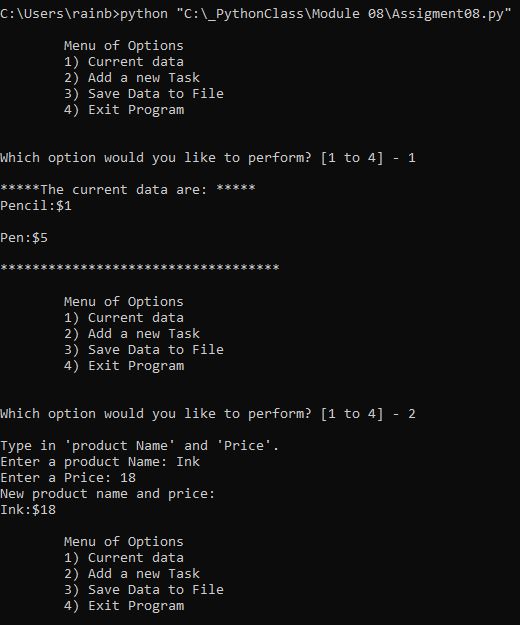 C:\Users\rainb>python "C:\_PythonClass\Module 08\Assigment08.py"
Menu of Options
1) Current data
2) Add a new Task
3) Save Data to File
4) Exit Program
Which option would you like to perform? [1 to 4] - 1
*****The current data are: *****
Pencil:$1
Pen:$5
***********************************
Menu of Options
1) Current data
2) Add a new Task
3) Save Data to File
4) Exit Program
Which option would you like to perform? [1 to 4] - 2
Type in 'product Name' and 'Price'.
Enter a product Name: Ink
Enter a Price: 18
New product name and price:
Ink:$18
Menu of Options
1) Current data
2) Add a new Task
3) Save Data to File
4) Exit Program